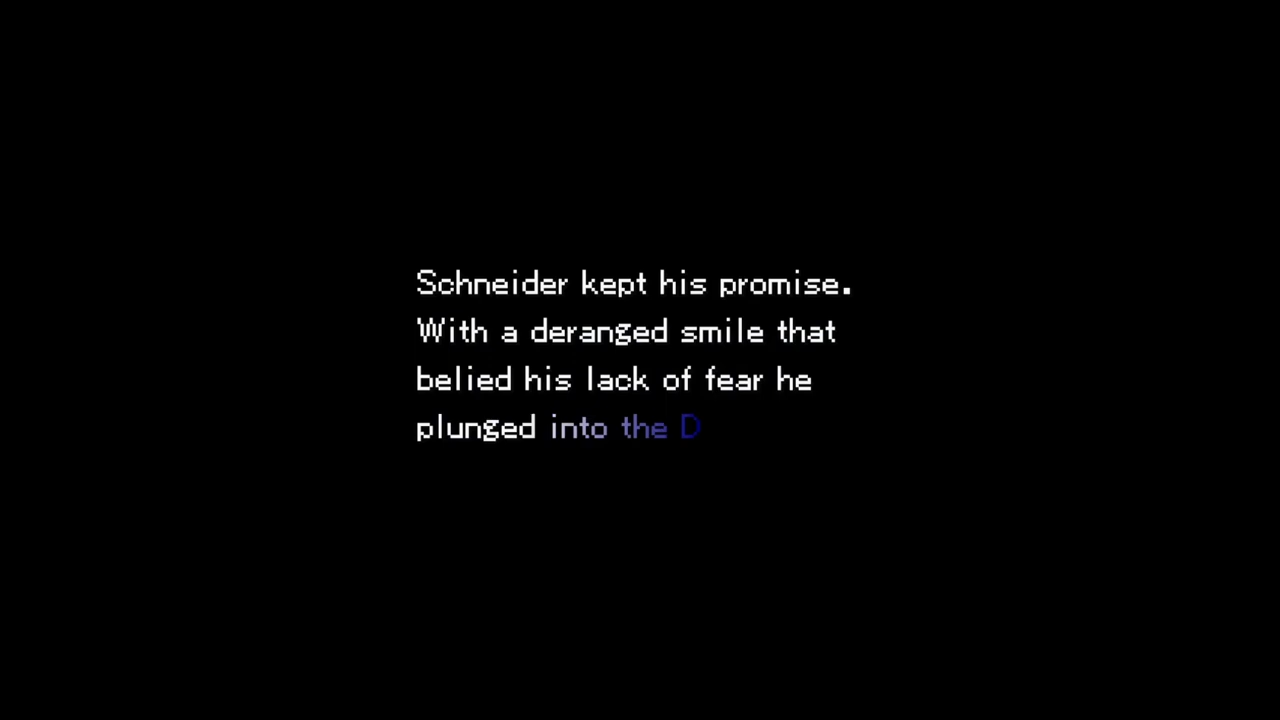 Schneider kept his promise.
With a deranged smile that
belied his lack of fear he
plunged into the D